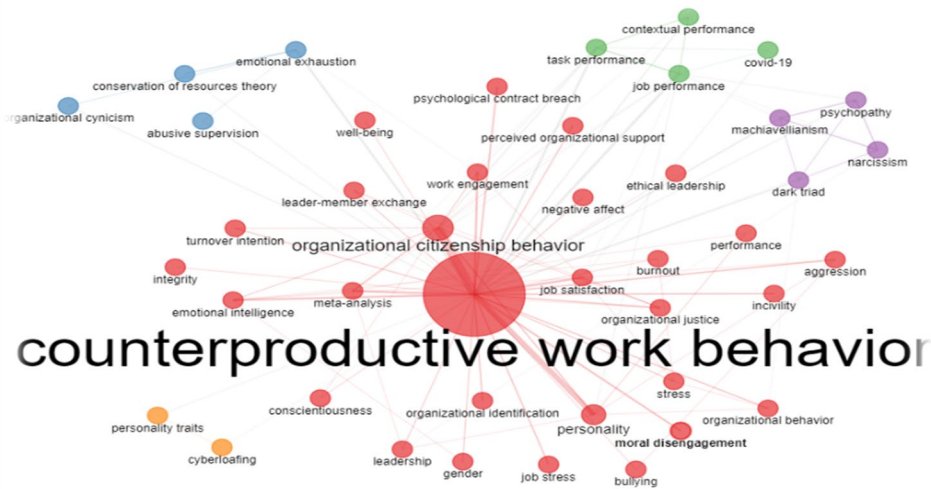 contextual performance
task performance
covid-19
emotional exhaustion
job performance
conservation of resources theory
psychological contract breach
psychopathy
rganizational cynicism
abusive supervision
well-being
perceived organizational support
machiavellianism
narcissism
work engagement
ethical leadership
dark triad
leader-member exchange
negative affect
turnover intention
organizational citizenship behavior
performance
integrity
burnout
aggression
emotional intelligence
meta-analysis
job satisfaction
incivility
organizational justice
counterproductive work behavior
stress
conscientiousness
organizational identification
organizational behavior
personality traits
personality
moral disengagement
cyberloafing
leadership
gender
job stress
bullying